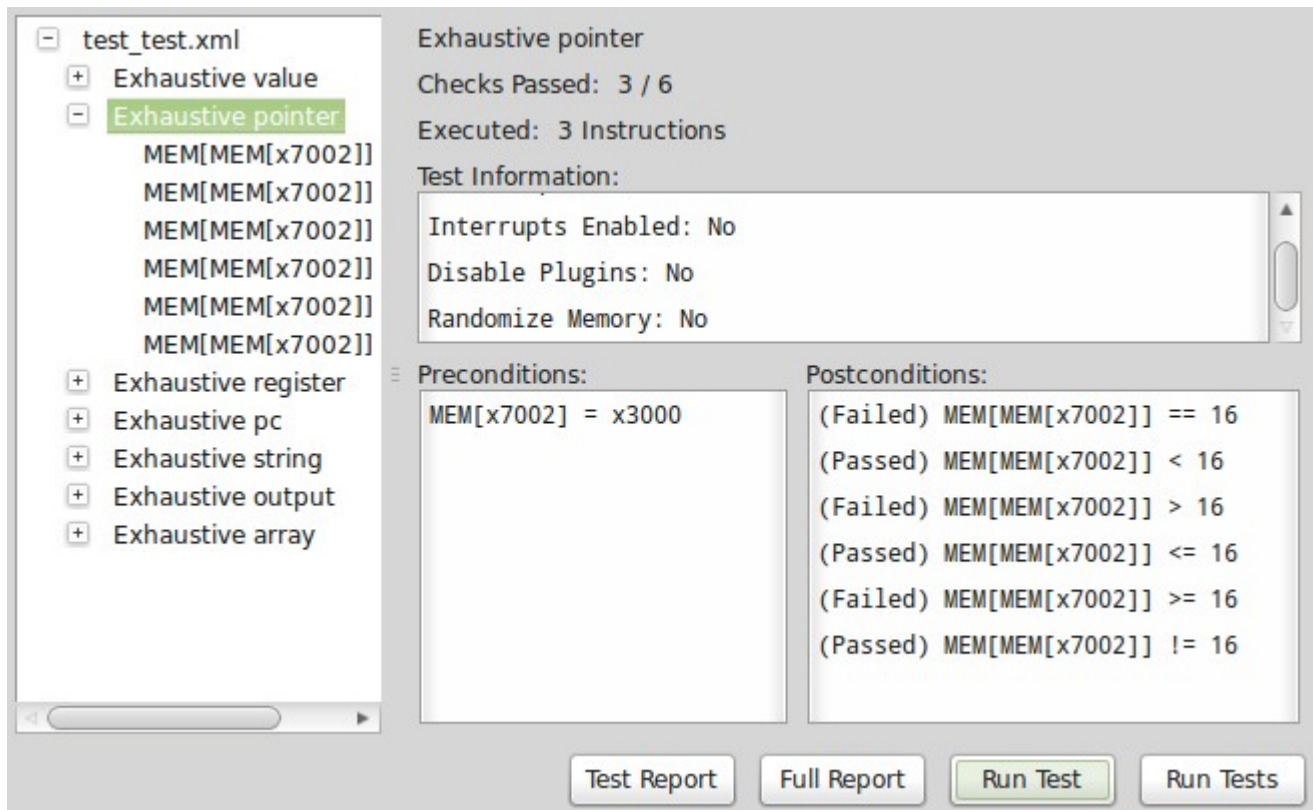 test_test.xml
Exhaustive value
Exhaustive pointer
MEM[MEM[x7002]]
MEM[MEM[x7002]]
MEM[MEM[x7002]]
MEM[MEM[x7002]]
MEM[MEM[x7002]]
MEM[MEM[x7002]]
Exhaustive register
Exhaustive pc
Exhaustive string
Exhaustive output
Exhaustive array
Exhaustive pointer
Checks Passed: 3 / 6
Executed: 3 Instructions
Test Information:
Interrupts Enabled: No
Disable Plugins: No
Randomize Memory: No
Preconditions:
MEM[x7002] = x3000
Postconditions:
(Failed) MEM[MEM[x7002]] == 16
(Passed) MEM[MEM[x7002]] < 16
(Failed) MEM[MEM[x7002]] > 16
(Passed) MEM[MEM[x7002]] <= 16
(Failed) MEM[MEM[x7002]] >= 16
(Passed) MEM[MEM[x7002]] != 16
Test Report
Full Report
Run Test
Run Tests